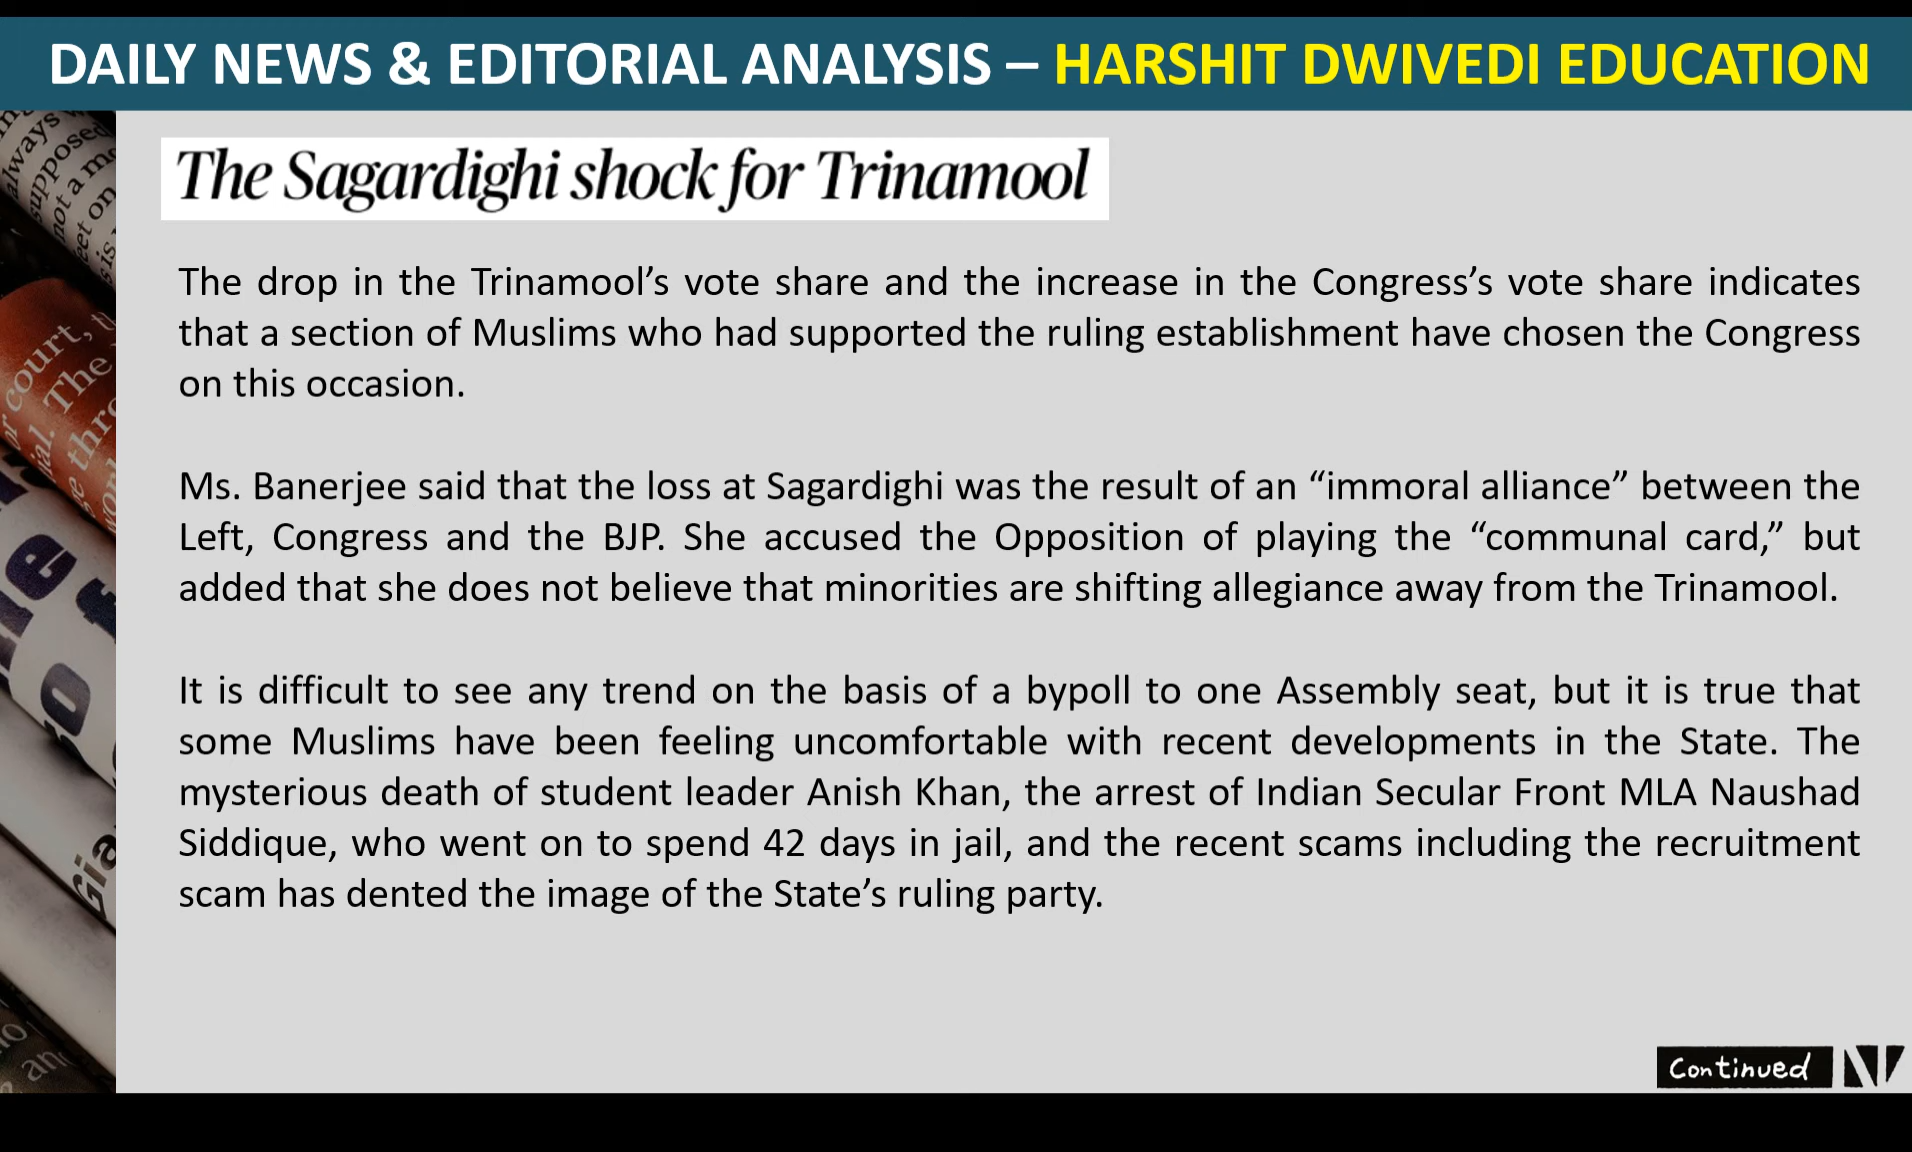 DAILY NEWS & EDITORIAL ANALYSIS – HARSHIT DWIVEDI EDUCATION
The Sagardighi shock for Trinamool
The drop in the Trinamool’s vote share and the increase in the Congress’s vote share indicates
that a section of Muslims who had supported the ruling establishment have chosen the Congress
on this occasion.
Ms. Banerjee said that the loss at Sagardighi was the result of an “immoral alliance” between the
Left, Congress and the BJP. She accused the Opposition of playing the “communal card,” but
added that she does not believe that minorities are shifting allegiance away from the Trinamool.
It is difficult to see any trend on the basis of a bypoll to one Assembly seat, but it is true that
some Muslims have been feeling uncomfortable with recent developments in the State. The
mysterious death of student leader Anish Khan, the arrest of Indian Secular Front MLA Naushad
Siddique, who went on to spend 42 days in jail, and the recent scams including the recruitment
scam has dented the image of the State’s ruling party.
Continued
always
supposed
not a
court,
The